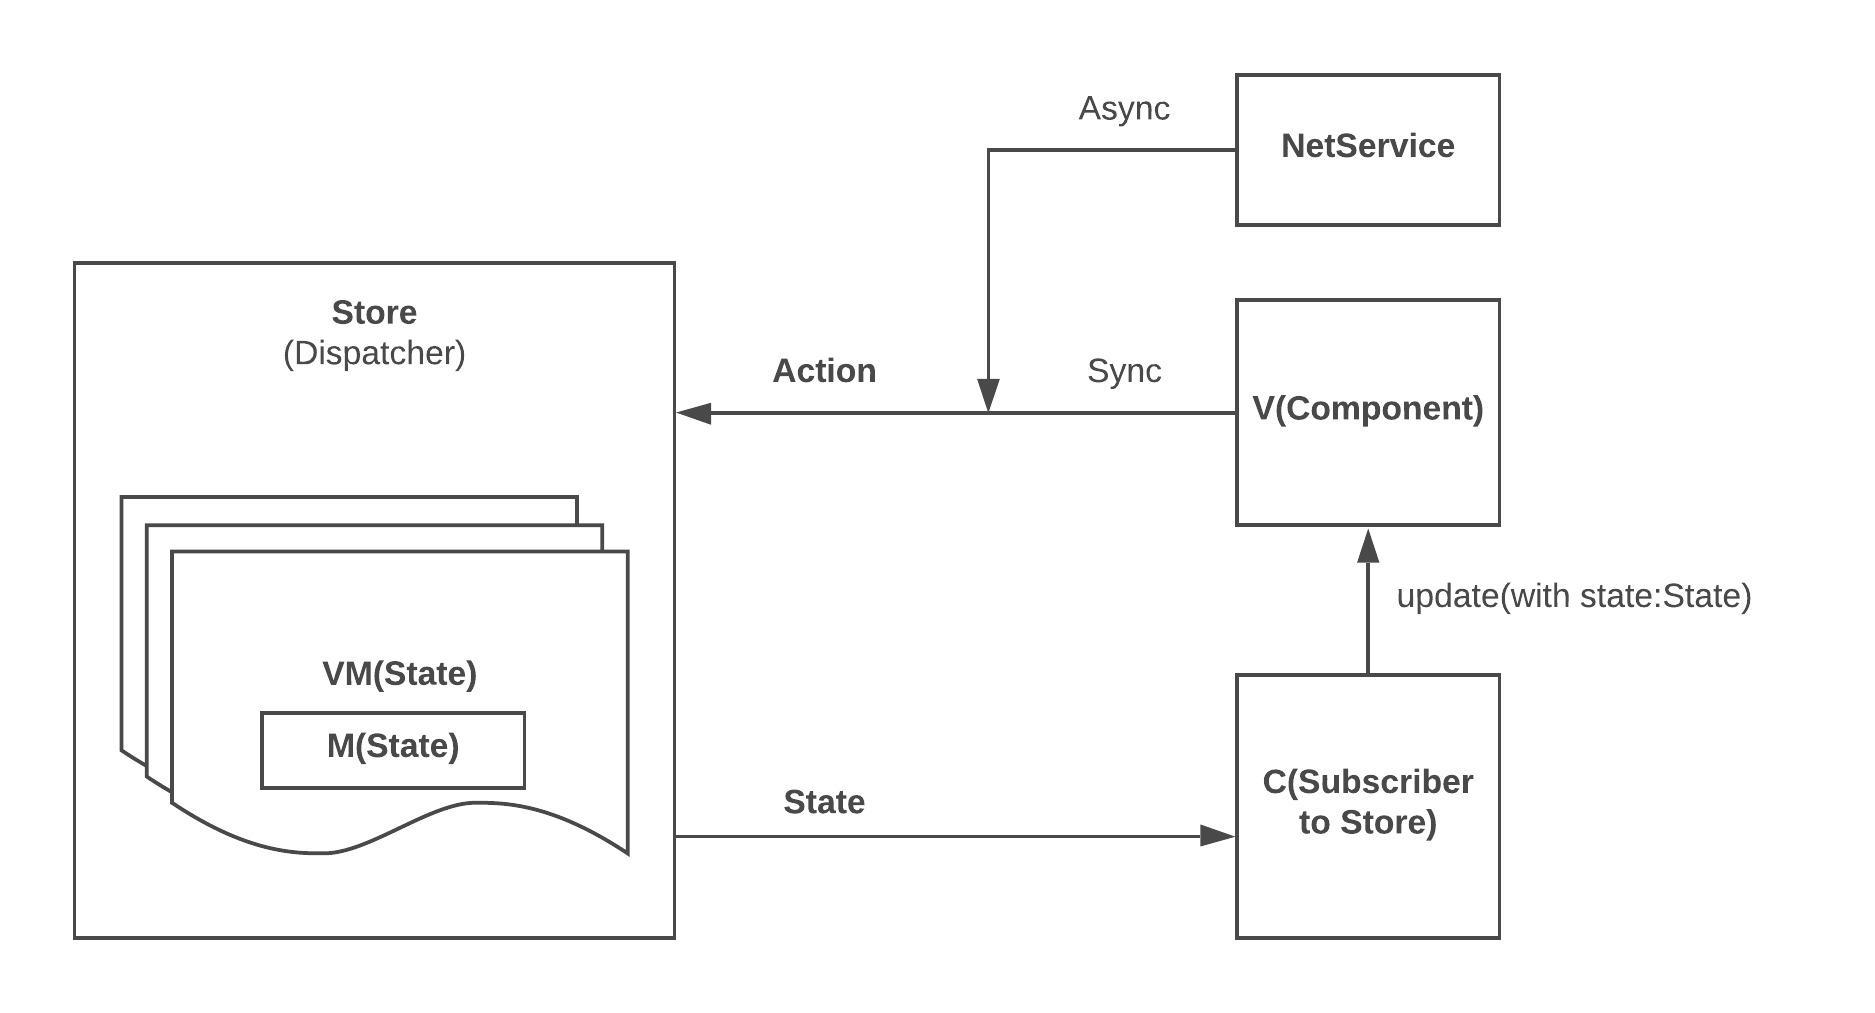 Async
NetService
Store
(Dispatcher)
Action
Sync
V(Component)
update(with state:State)
VM(State)
M(State)
State
C(Subscriber
to Store)